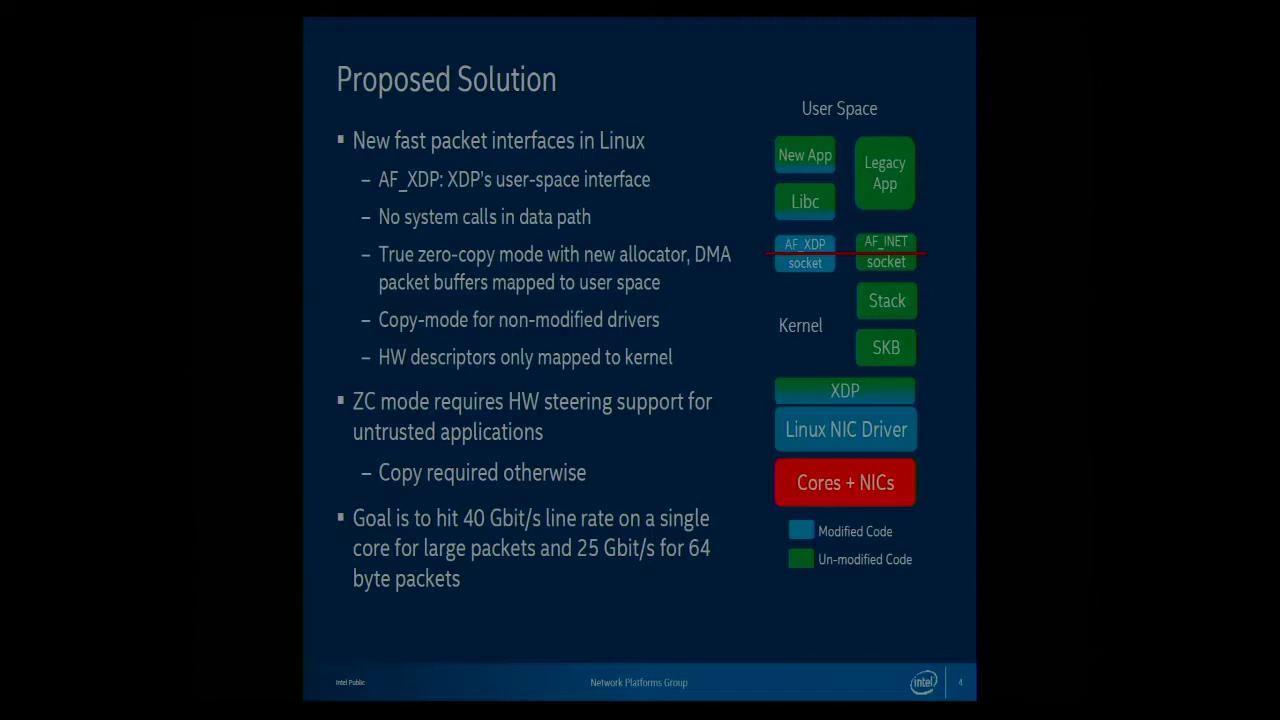 Proposed Solution
▪ New fast packet interfaces in Linux
– AF_XDP: XDP's user-space interface
– No system calls in data path
– True zero-copy mode with new allocator, DMA
packet buffers mapped to user space
– Copy-mode for non-modified drivers
– HW descriptors only mapped to kernel
▪ ZC mode requires HW steering support for
untrusted applications
– Copy required otherwise
▪ Goal is to hit 40 Gbit/s line rate on a single
core for large packets and 25 Gbit/s for 64
byte packets
User Space
New App
Legacy
App
Libc
AF_XDP
socket
AF_INET
socket
Stack
Kernel
SKB
XDP
Linux NIC Driver
Cores + NICs
Modified Code
Un-modified Code
Intel Public
Network Platforms Group
intel
4